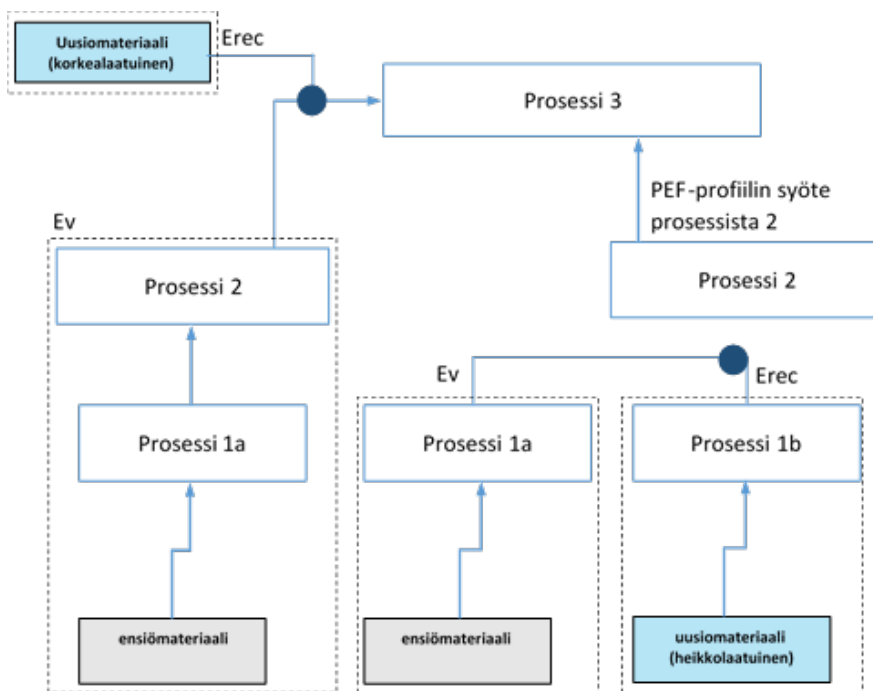 Uusiomateriaali
(korkealaatuinen)
Erec
Prosessi 3
PEF-profiilin syöte
prosessista 2
Ev
Prosessi 2
Prosessi 2
Ev
Erec
Prosessi 1a
Prosessi 1a
Prosessi 1b
ensiömateriaali
ensiömateriaali
uusiomateriaali
(heikkolaatuinen)